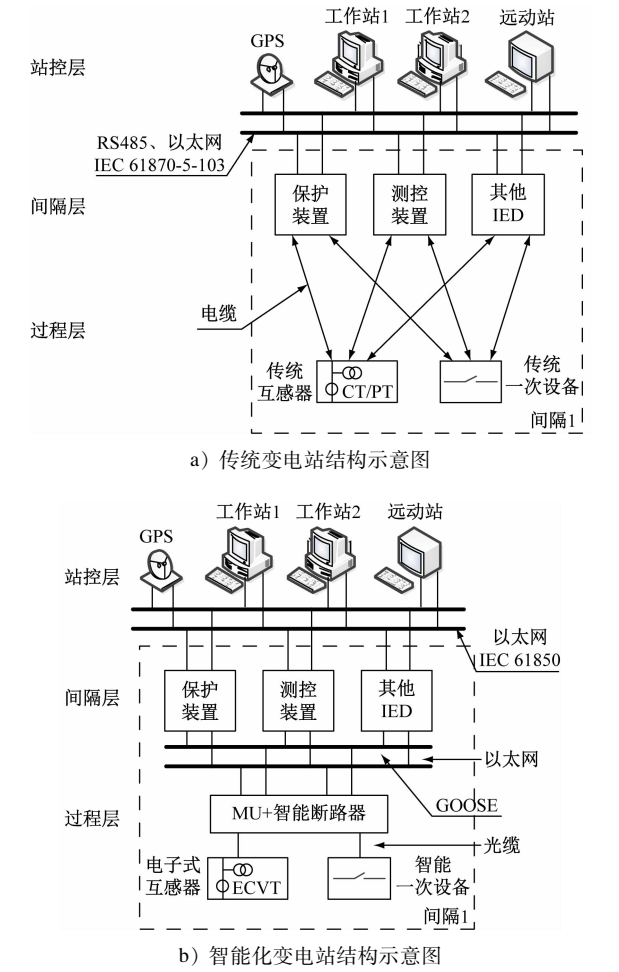 工作站1
工作站2
远动站
GPS
站控层
RS485、以太网
IEC 61870-5-103
间隔层
保护
装置
测控
装置
其他
IED
电缆
过程层
传统
互感器
CT/PT
传统
一次设备
间隔1
a）传统变电站结构示意图
工作站1
工作站2
远动站
GPS
站控层
以太网
IEC 61850
间隔层
保护
装置
测控
装置
其他
IED
以太网
GOOSE
过程层
MU+智能断路器
光缆
电子式
互感器
ECVT
智能
一次设备
间隔1
b）智能化变电站结构示意图